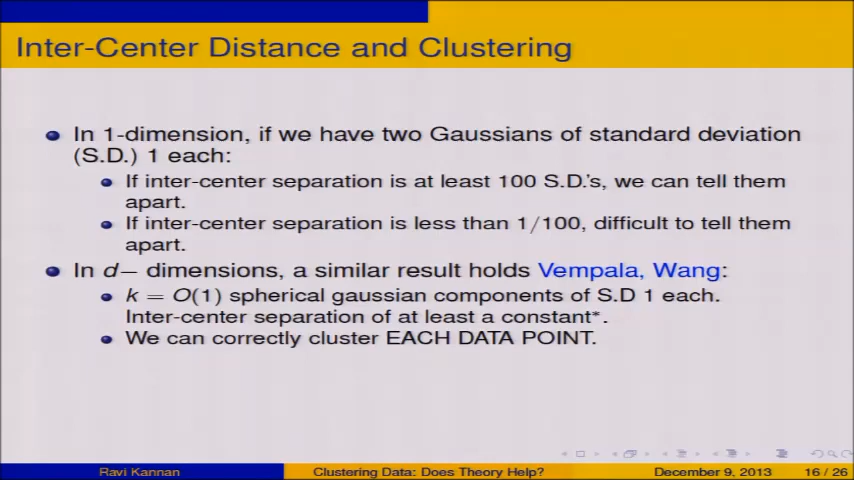 Inter-Center Distance and Clustering
In 1-dimension, if we have two Gaussians of standard deviation
(S.D.) 1 each:
If inter-center separation is at least 100 S.D.'s, we can tell them
apart.
If inter-center separation is less than 1/100, difficult to tell them
apart.
In d− dimensions, a similar result holds Vempala, Wang:
k = O(1) spherical gaussian components of S.D 1 each.
Inter-center separation of at least a constant*.
We can correctly cluster EACH DATA POINT.
Ravi Kannan
Clustering Data: Does Theory Help?
December 9, 2013
16 / 26